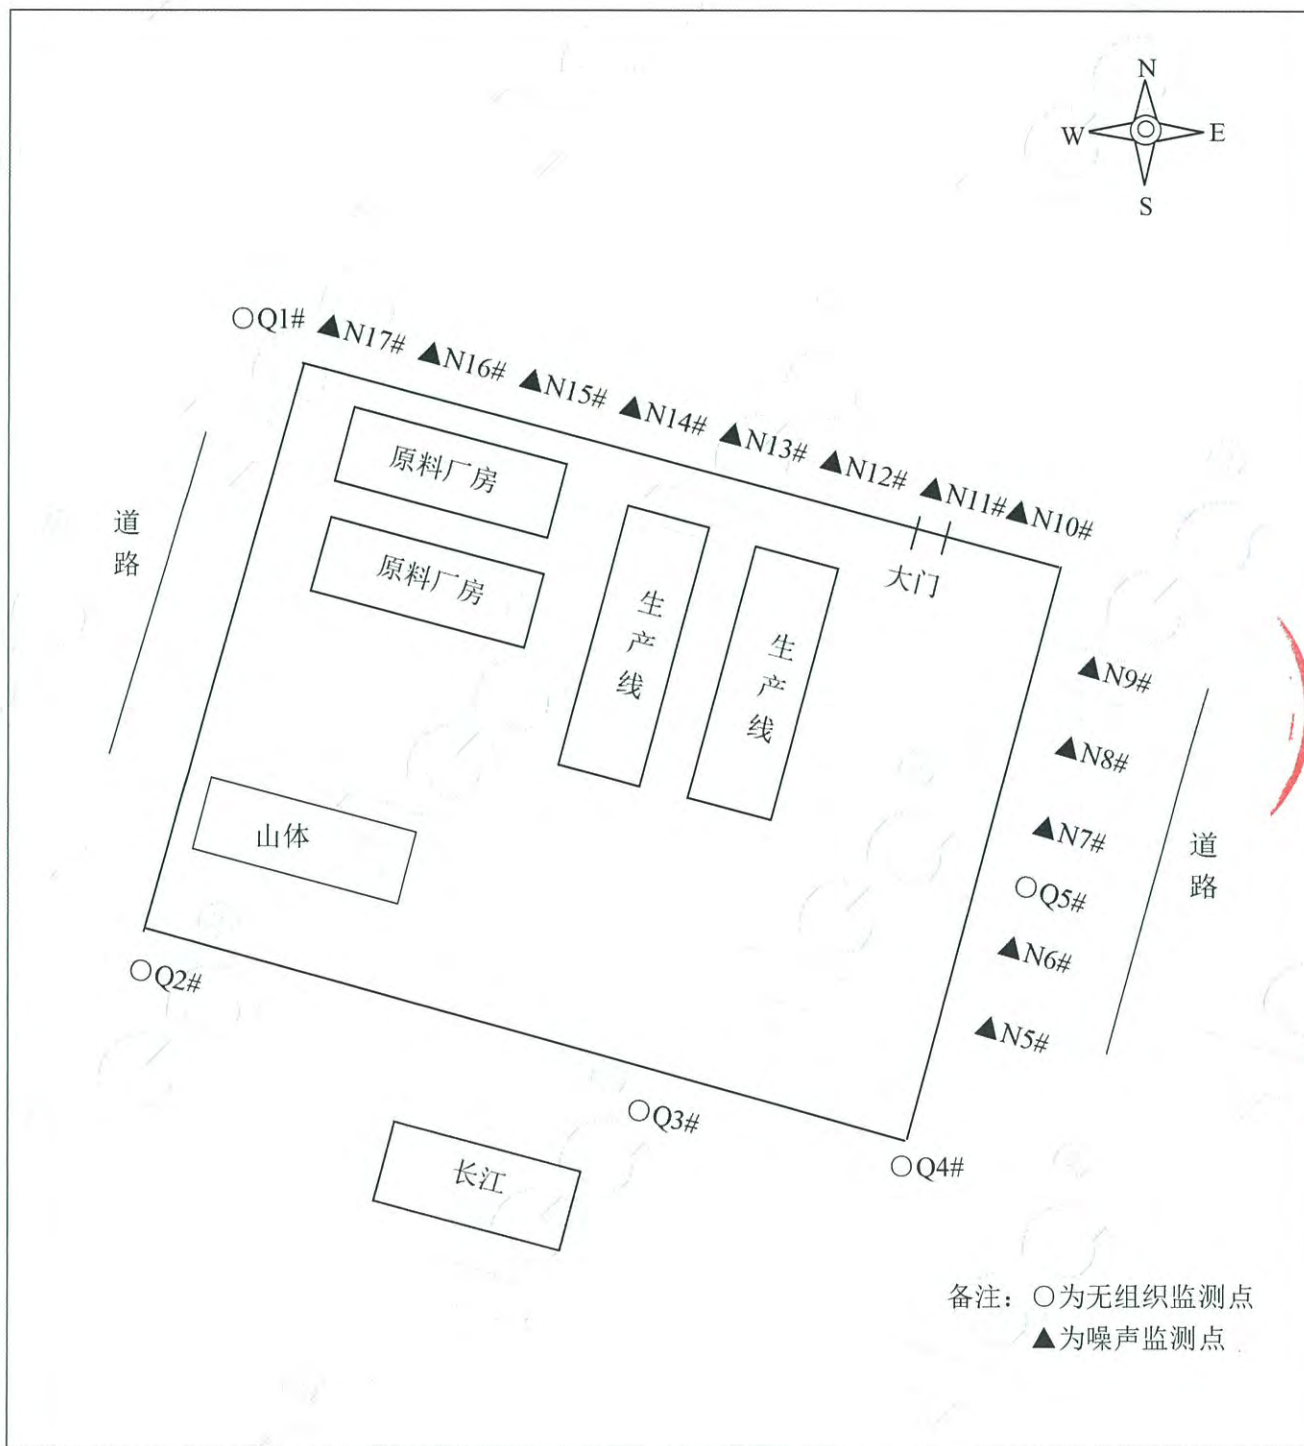 N
W
E
S
○Q1#
▲N17#
▲N16#
▲N15#
▲N14#
▲N13#
▲N12#
▲N11#
▲N10#
原料厂房
原料厂房
道路
生产线
生产线
大门
▲N9#
▲N8#
▲N7#
○Q5#
▲N6#
▲N5#
道路
山体
○Q2#
○Q3#
○Q4#
长江
备注：○为无组织监测点
▲为噪声监测点